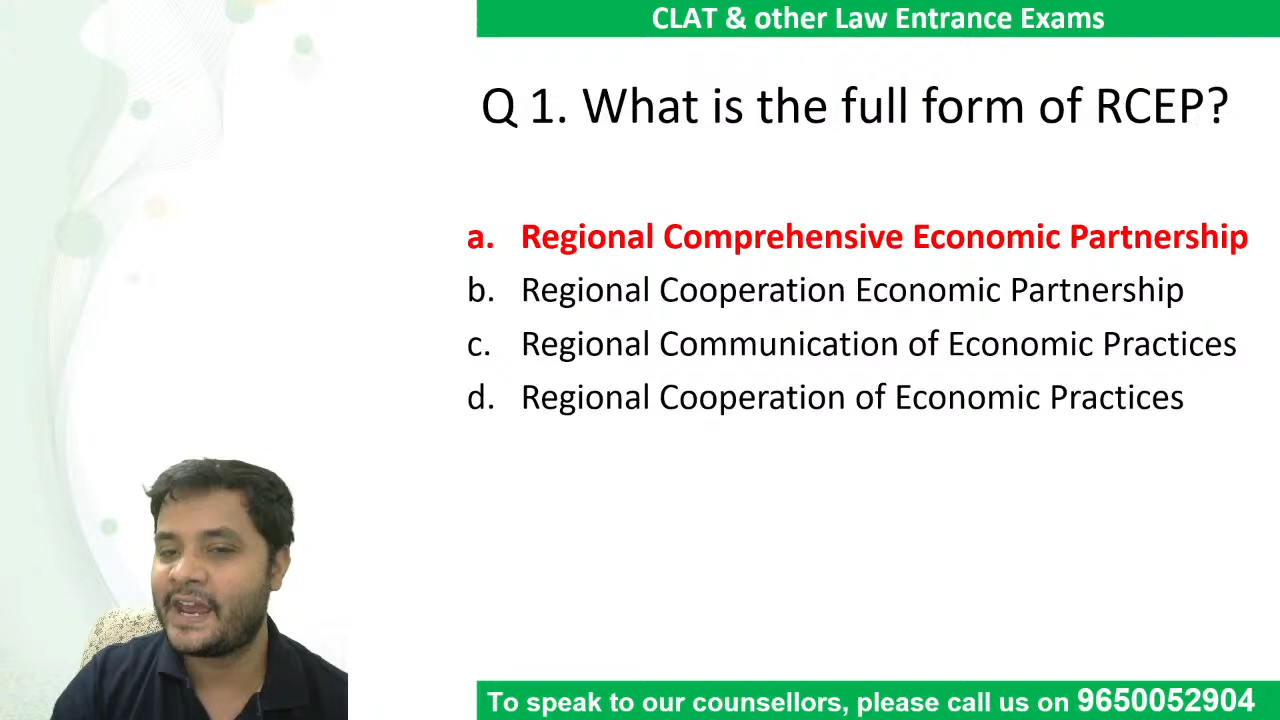 CLAT & other Law Entrance Exams
Q 1. What is the full form of RCEP?
a. Regional Comprehensive Economic Partnership
b. Regional Cooperation Economic Partnership
c. Regional Communication of Economic Practices
d. Regional Cooperation of Economic Practices
To speak to our counsellors, please call us on 9650052904